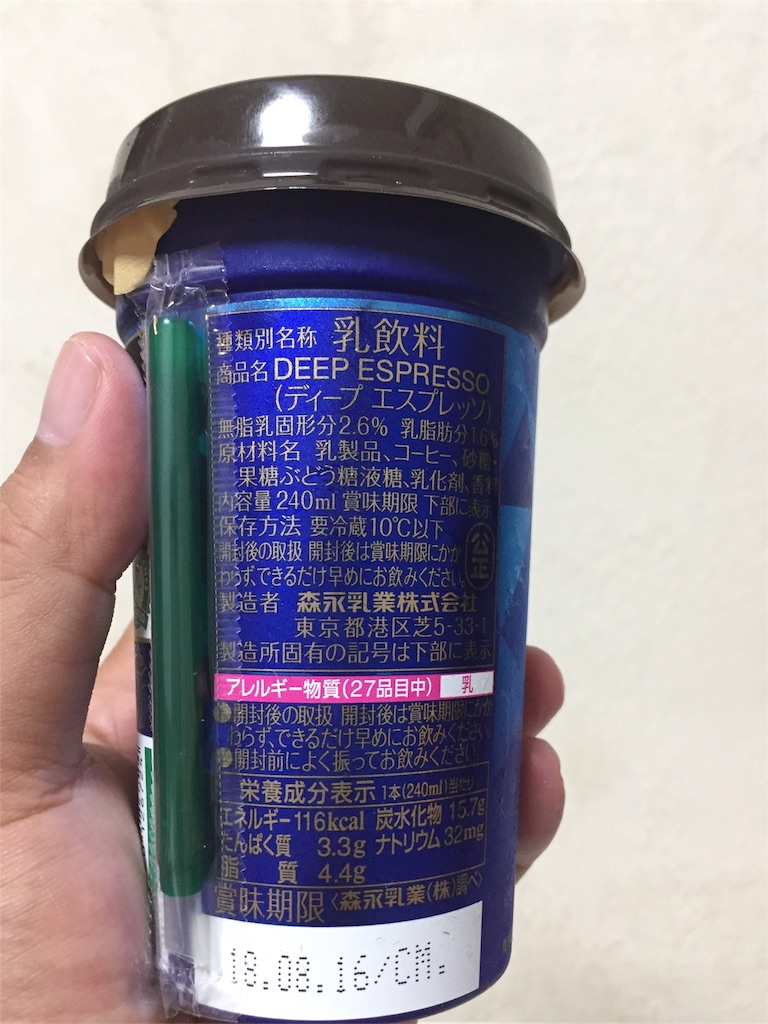 種類別名称 乳飲料
商品名 DEEP ESPRESSO
(ディープ エスプレッソ)
無脂乳固形分2.6% 乳脂肪分1.6%
原材料名 乳製品、コーヒー、砂糖・
果糖ぶどう糖液糖、乳化剤、香料
内容量 240ml 賞味期限 下部に表示
保存方法 要冷蔵10℃以下
開封後の取扱 開封後は賞味期限にかか
わらず、できるだけ早めにお飲みください。
公正
製造者 森永乳業株式会社
東京都港区芝5-33-1
製造所固有の記号は下部に表示
アレルギー物質(27品目中) 乳
●開封後の取扱 開封後は賞味期限にかか
わらず、できるだけ早めにお飲みください。
●開封前によく振ってお飲みください。
栄養成分表示 1本(240ml)当たり
エネルギー 116kcal 炭水化物 15.7g
たんぱく質 3.3g ナトリウム 32mg
脂質 4.4g
賞味期限 〈森永乳業(株)調べ〉
18.08.16/CM.